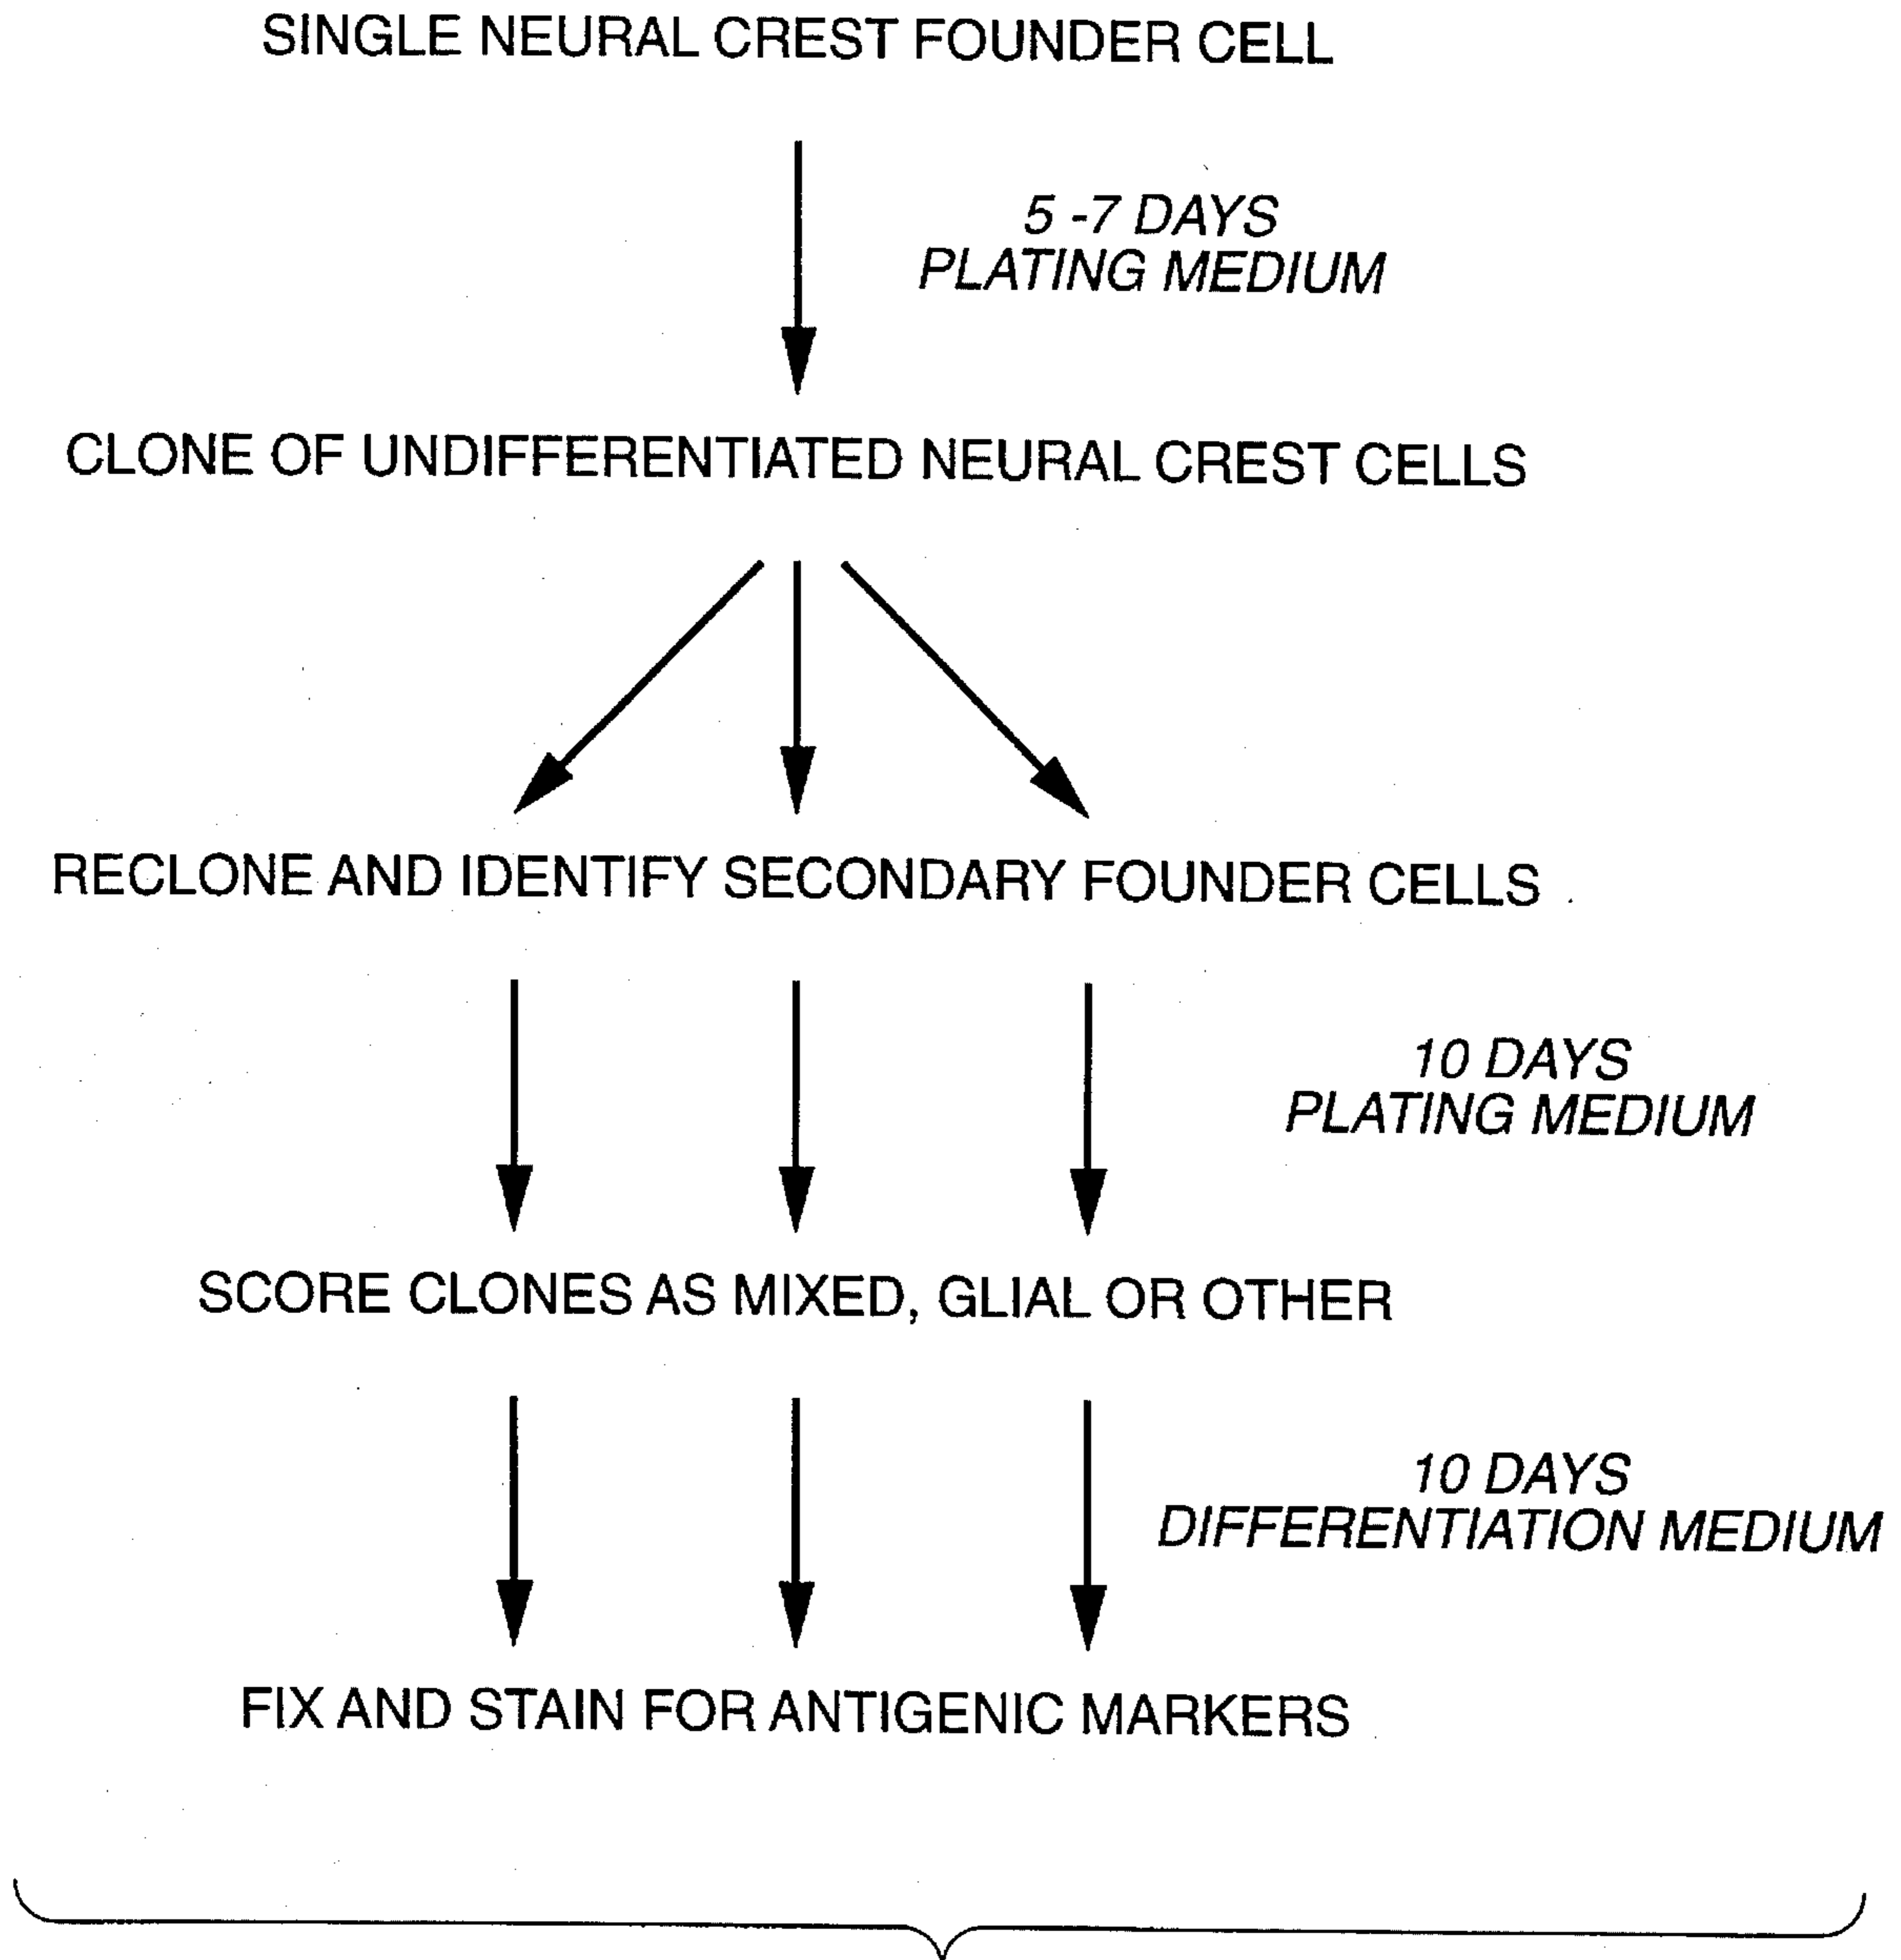 SINGLE NEURAL CREST FOUNDER CELL
5 -7 DAYS
PLATING MEDIUM
CLONE OF UNDIFFERENTIATED NEURAL CREST CELLS
RECLONE AND IDENTIFY SECONDARY FOUNDER CELLS
10 DAYS
PLATING MEDIUM
SCORE CLONES AS MIXED, GLIAL OR OTHER
10 DAYS
DIFFERENTIATION MEDIUM
FIX AND STAIN FOR ANTIGENIC MARKERS